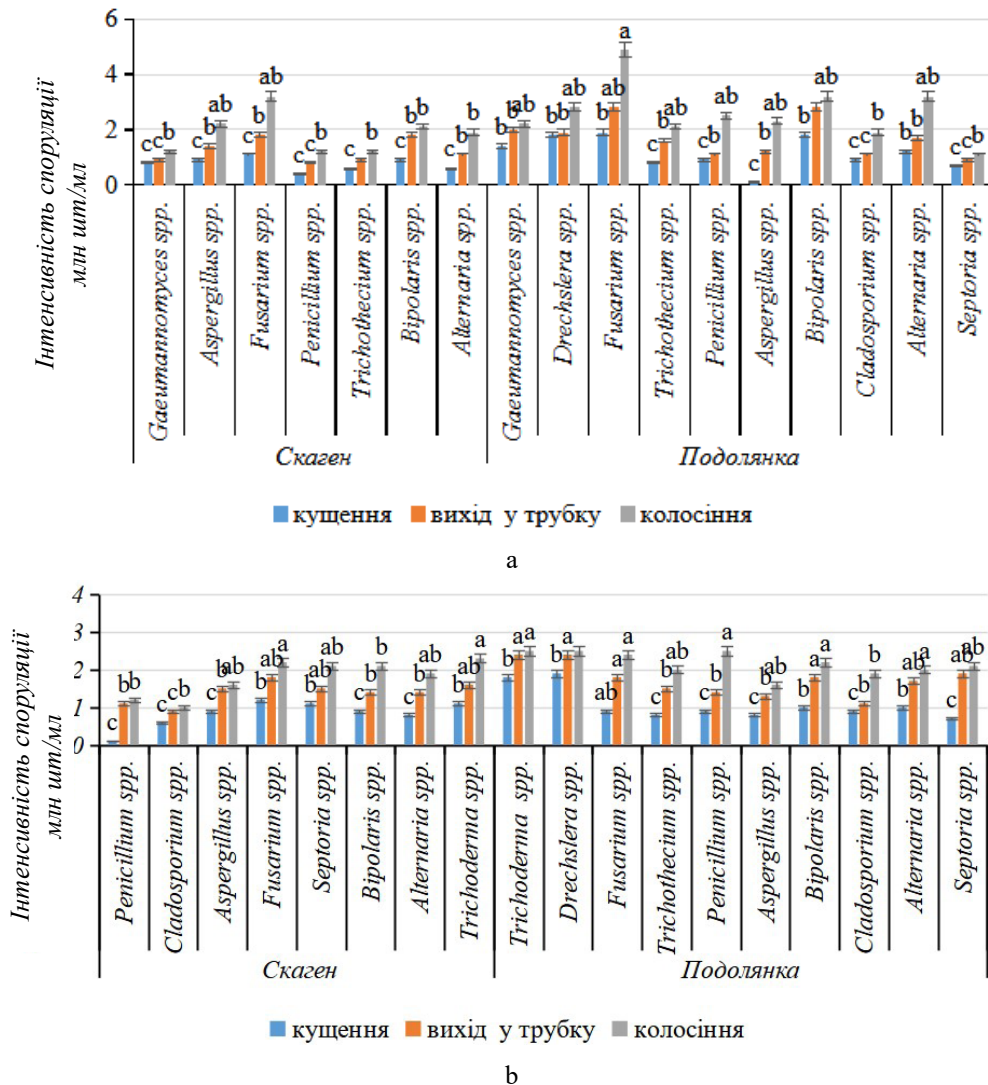 Інтенсивність споруляції
млн шт/мл
6
4
2
0
c c b
c b ab
c b ab
c c b
c c b
c b b
c b b
b b ab
b b b
b ab a
c b ab
c b b
c b b
b b b
c c b
b b ab
c c b
Gaeumannomyces spp.
Aspergillus spp.
Fusarium spp.
Penicillium spp.
Trichothecium spp.
Bipolaris spp.
Alternaria spp.
Gaeumannomyces spp.
Drechslera spp.
Fusarium spp.
Trichothecium spp.
Penicillium spp.
Aspergillus spp.
Bipolaris spp.
Cladosporium spp.
Alternaria spp.
Septoria spp.
Скаген
Подолянка
кущення вихід у трубку колосіння
a
Інтенсивність споруляції
млн шт/мл
4
3
2
1
0
c b b
c c b
c b ab
b ab a
b ab ab
c b b
c b ab
b b a
b a a
b a b
ab a a
c b ab
c b a
c b ab
b a a
c c b
b ab a
c ab ab
Penicillium spp.
Cladosporium spp.
Aspergillus spp.
Fusarium spp.
Septoria spp.
Bipolaris spp.
Alternaria spp.
Trichoderma spp.
Trichoderma spp.
Drechslera spp.
Fusarium spp.
Trichothecium spp.
Penicillium spp.
Aspergillus spp.
Bipolaris spp.
Cladosporium spp.
Alternaria spp.
Septoria spp.
Скаген
Подолянка
кущення вихід у трубку колосіння
b